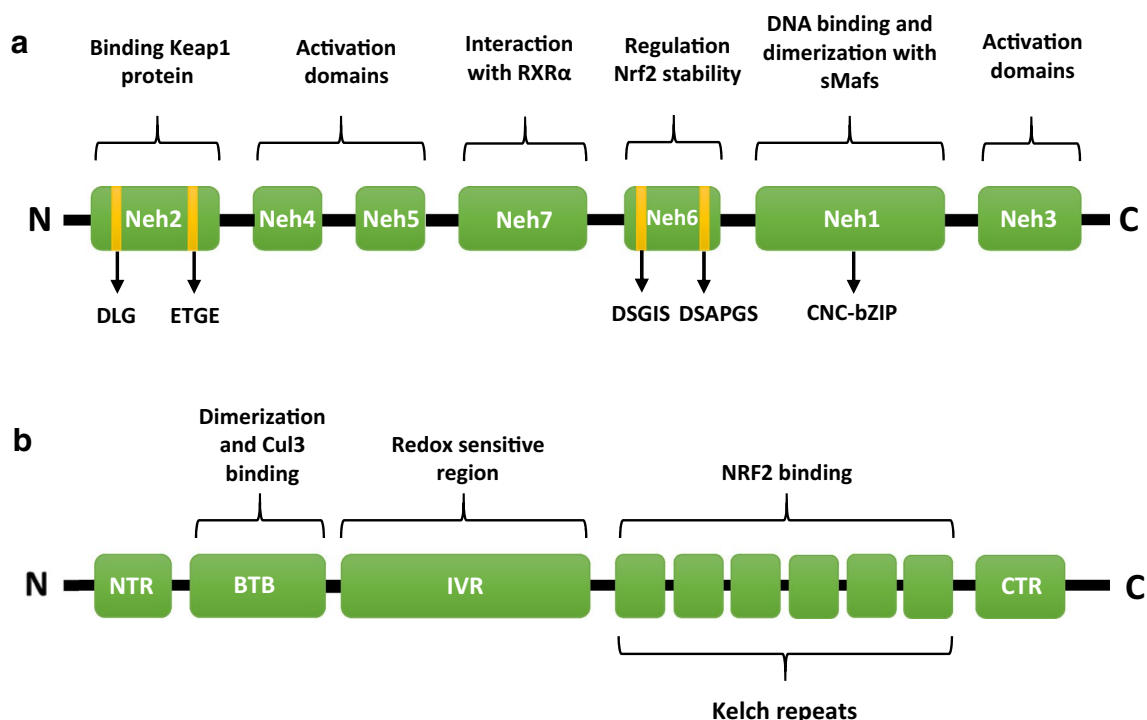 a
Binding Keap1
protein
Activation
domains
Interaction
with RXRα
Regulation
Nrf2 stability
DNA binding and
dimerization with
sMafs
Activation
domains
N
Neh2
Neh4
Neh5
Neh7
Neh6
Neh1
Neh3
C
DLG
ETGE
DSGIS
DSAPGS
CNC-bZIP
b
Dimerization
and Cul3
binding
Redox sensitive
region
NRF2 binding
N
NTR
BTB
IVR
CTR
C
Kelch repeats